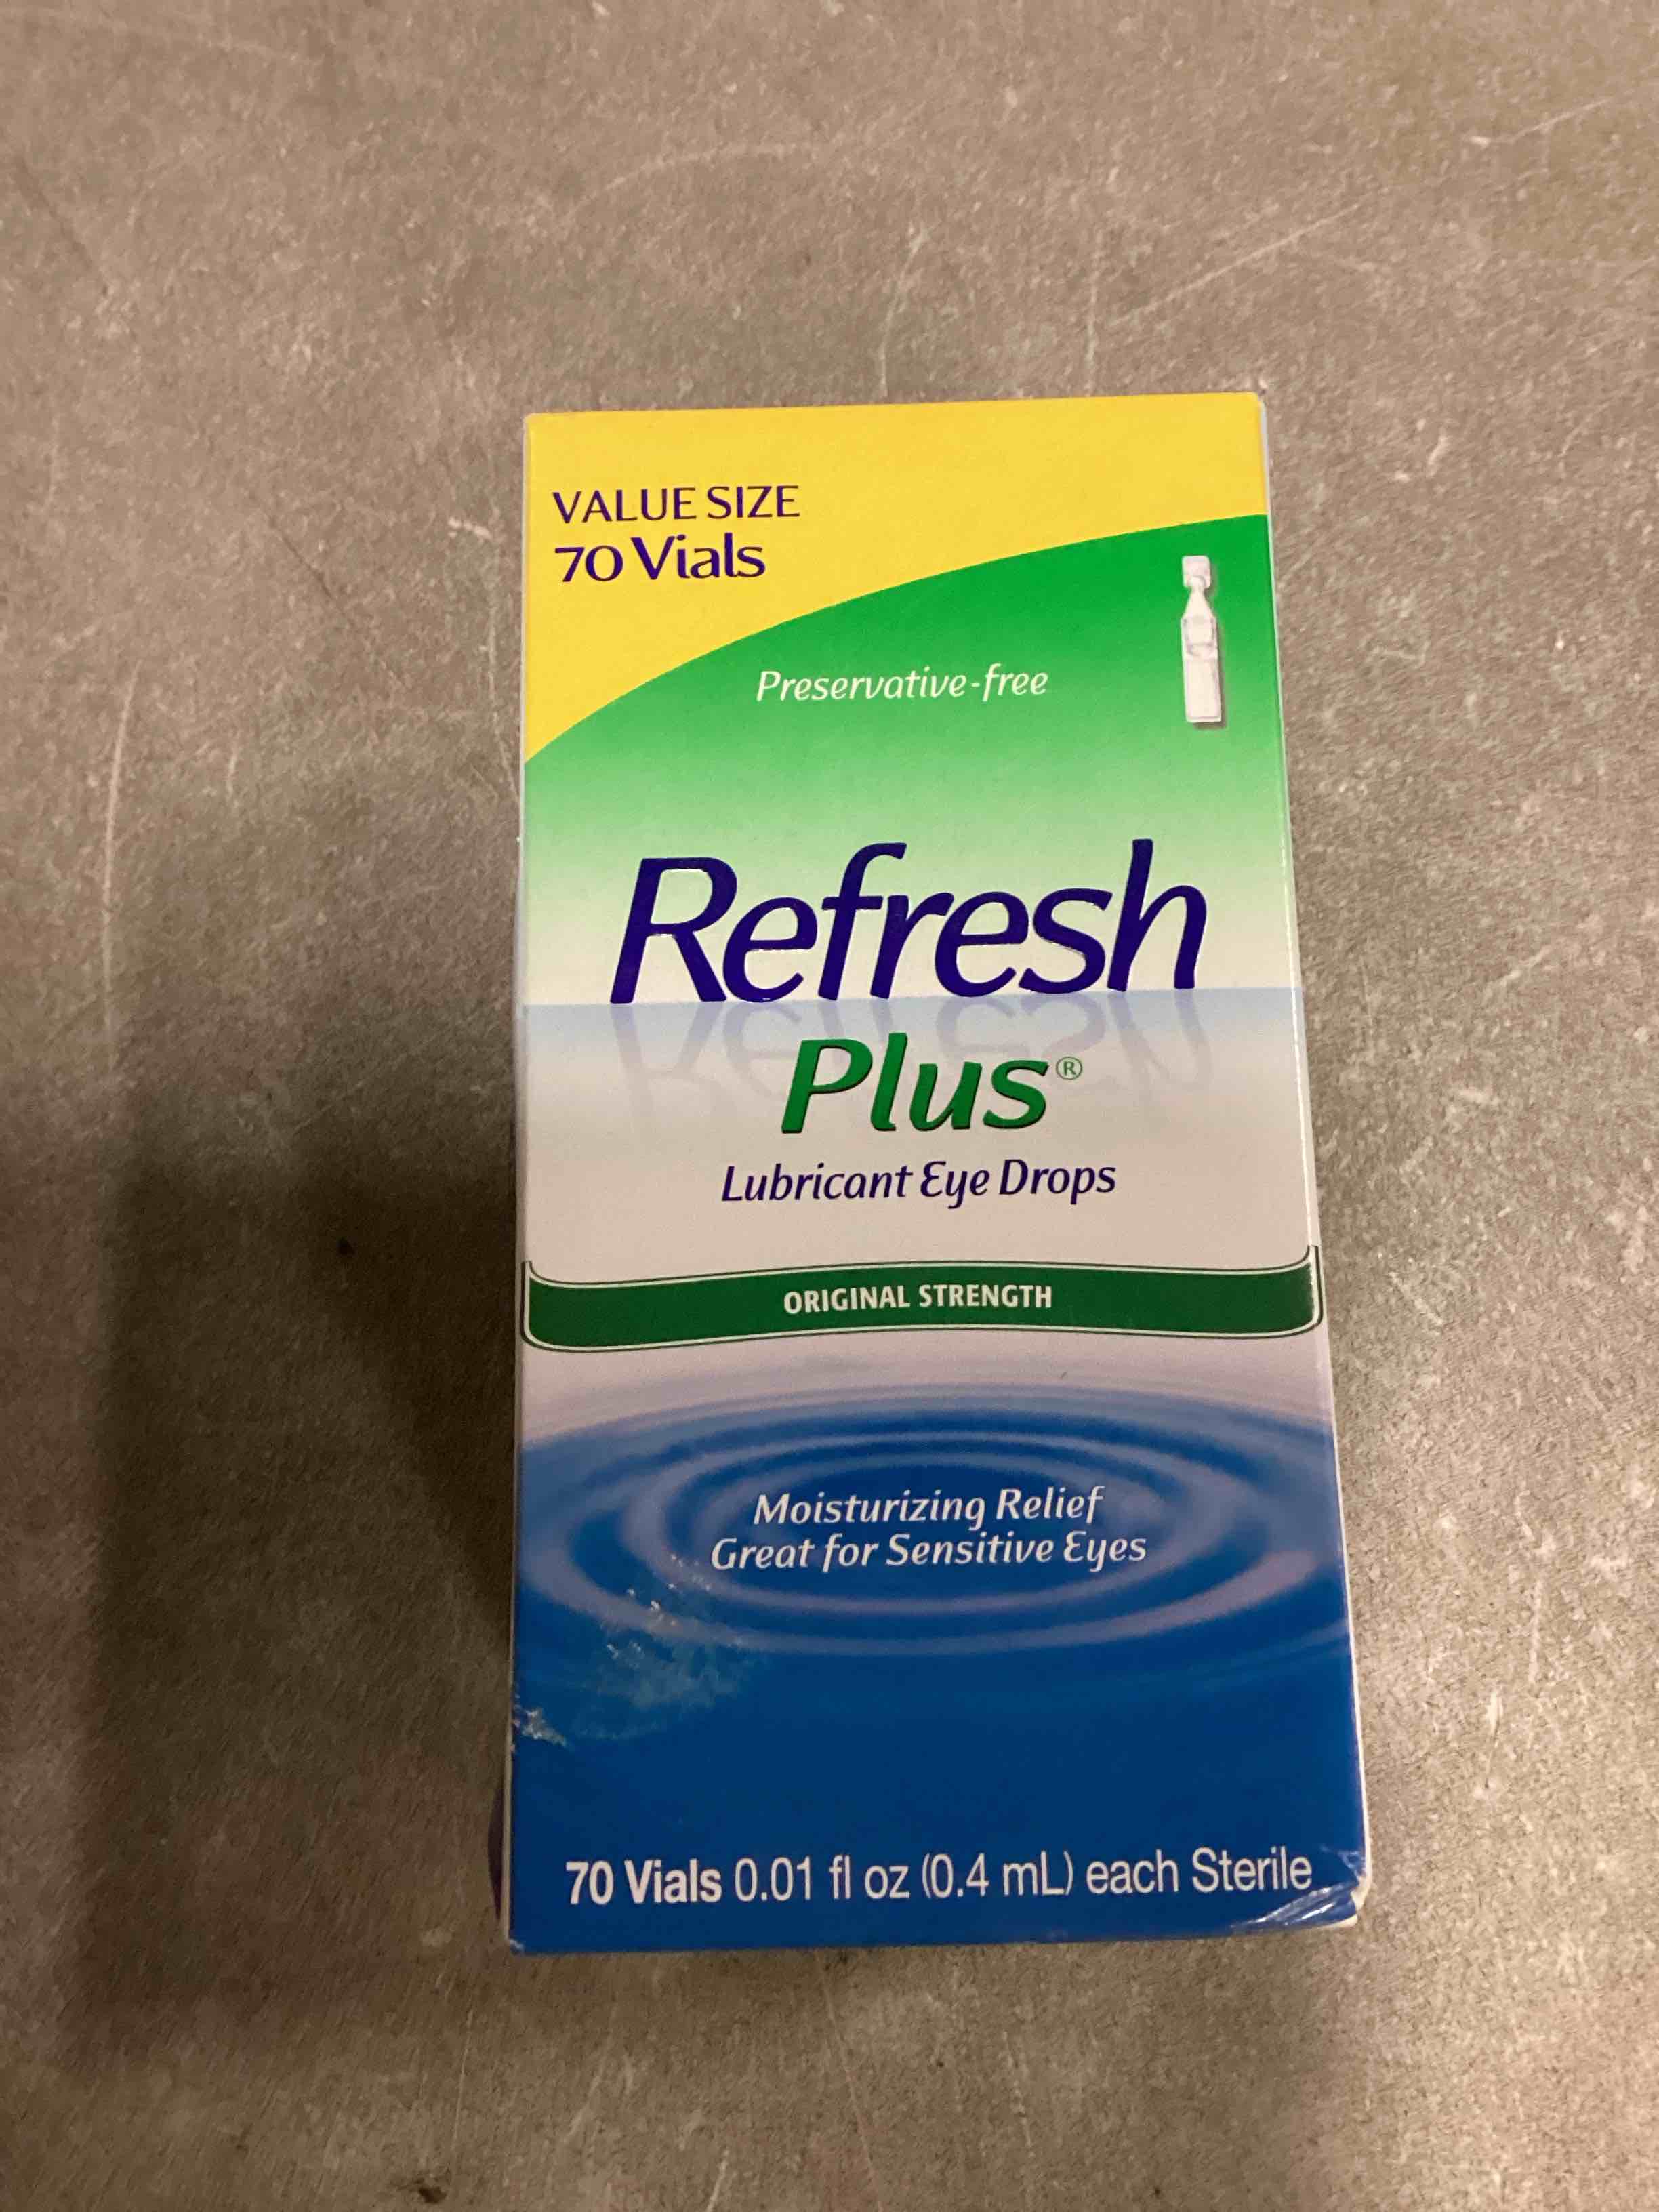 VALUE SIZE
70 Vials
Preservative-free
Refresh
Plus®
Lubricant Eye Drops
ORIGINAL STRENGTH
Moisturizing Relief
Great for Sensitive Eyes
70 Vials 0.01 fl oz (0.4 mL) each Sterile